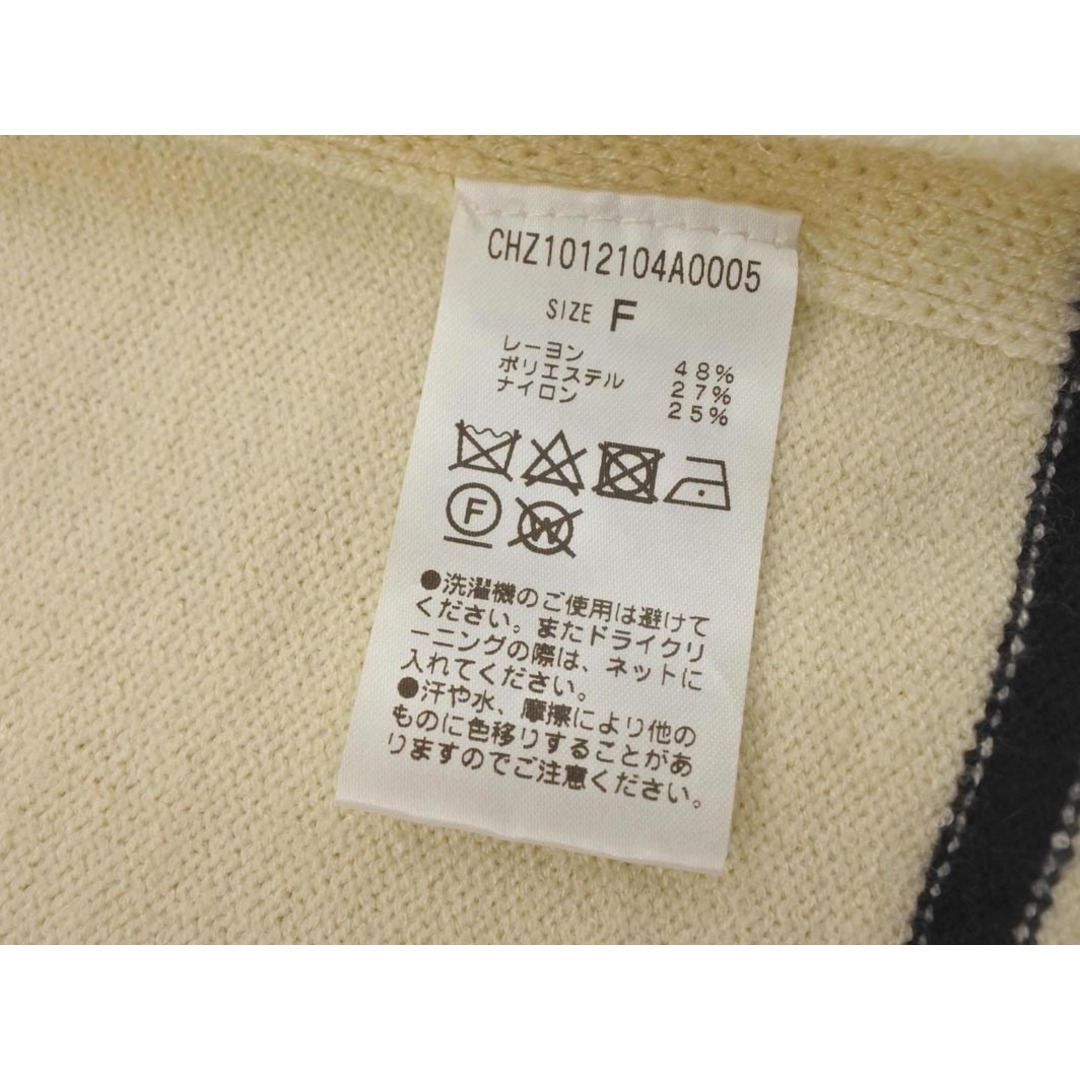 CHZ1012104A0005
SIZE F
レーヨン 48%
ポリエステル 27%
ナイロン 25%
F W
●洗濯機のご使用は避けて
ください。またドライクリ
ーニングの際は、ネットに
入れてください。
●汗や水、摩擦により他の
ものに色移りすることがあ
りますのでご注意ください。